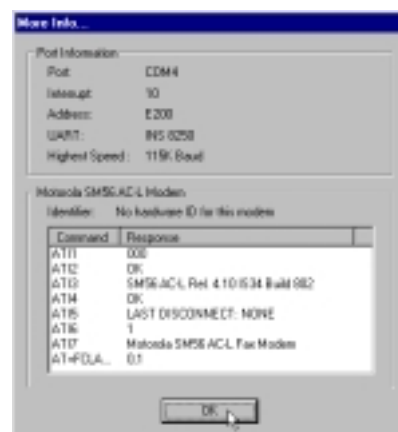 More Info...
Port Information
Port: COM4
Interrupt: 10
Address: E200
UART: INS 8250
Highest Speed: 115K Baud
Motorola SM56 AC-L Modem
Identifier: No hardware ID for this modem
Command Response
ATI1 000
ATI2 OK
ATI3 SM56 AC-L Rel. 4.10 Build 802
ATI4 OK
ATI5 LAST DISCONNECT: NONE
ATI6 1
ATI7 Motorola SM56 AC-L Fax Modem
AT+FCLA... 0,1
OK